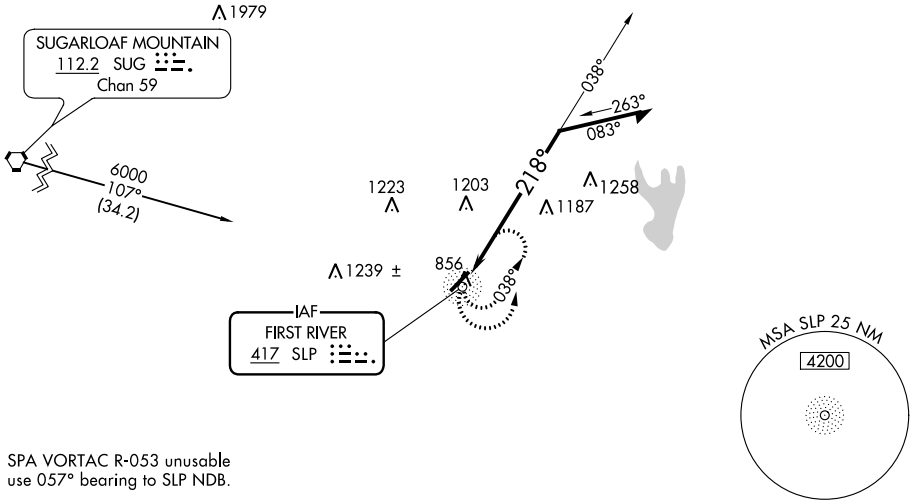 1979
SUGARLOAF MOUNTAIN
112.2 SUG
Chan 59
6000
107°
(34.2)
038°
263°
083°
218°
1258
1223
1203
1187
1239 ±
856
038°
IAF
FIRST RIVER
417 SLP
MSA SLP 25 NM
4200
SPA VORTAC R-053 unusable
use 057° bearing to SLP NDB.